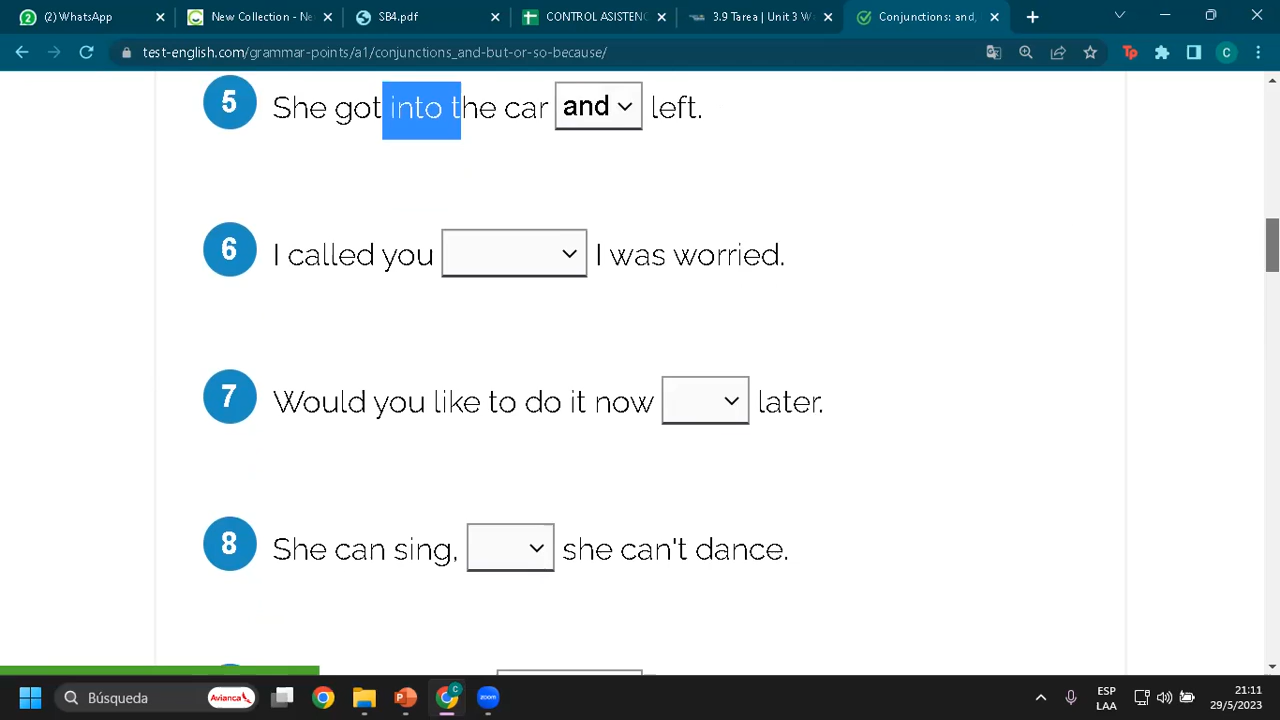 (2) WhatsApp
New Collection - Ne
SB4.pdf
CONTROL ASISTENC
3.9 Tarea | Unit 3 W
Conjunctions: and,
test-english.com/grammar-points/a1/conjunctions_and-but-or-so-because/
5 She got into the car and left.
6 I called you I was worried.
7 Would you like to do it now later.
8 She can sing, she can't dance.
Búsqueda
Avianca
zoom
ESP
LAA
21:11
29/5/2023